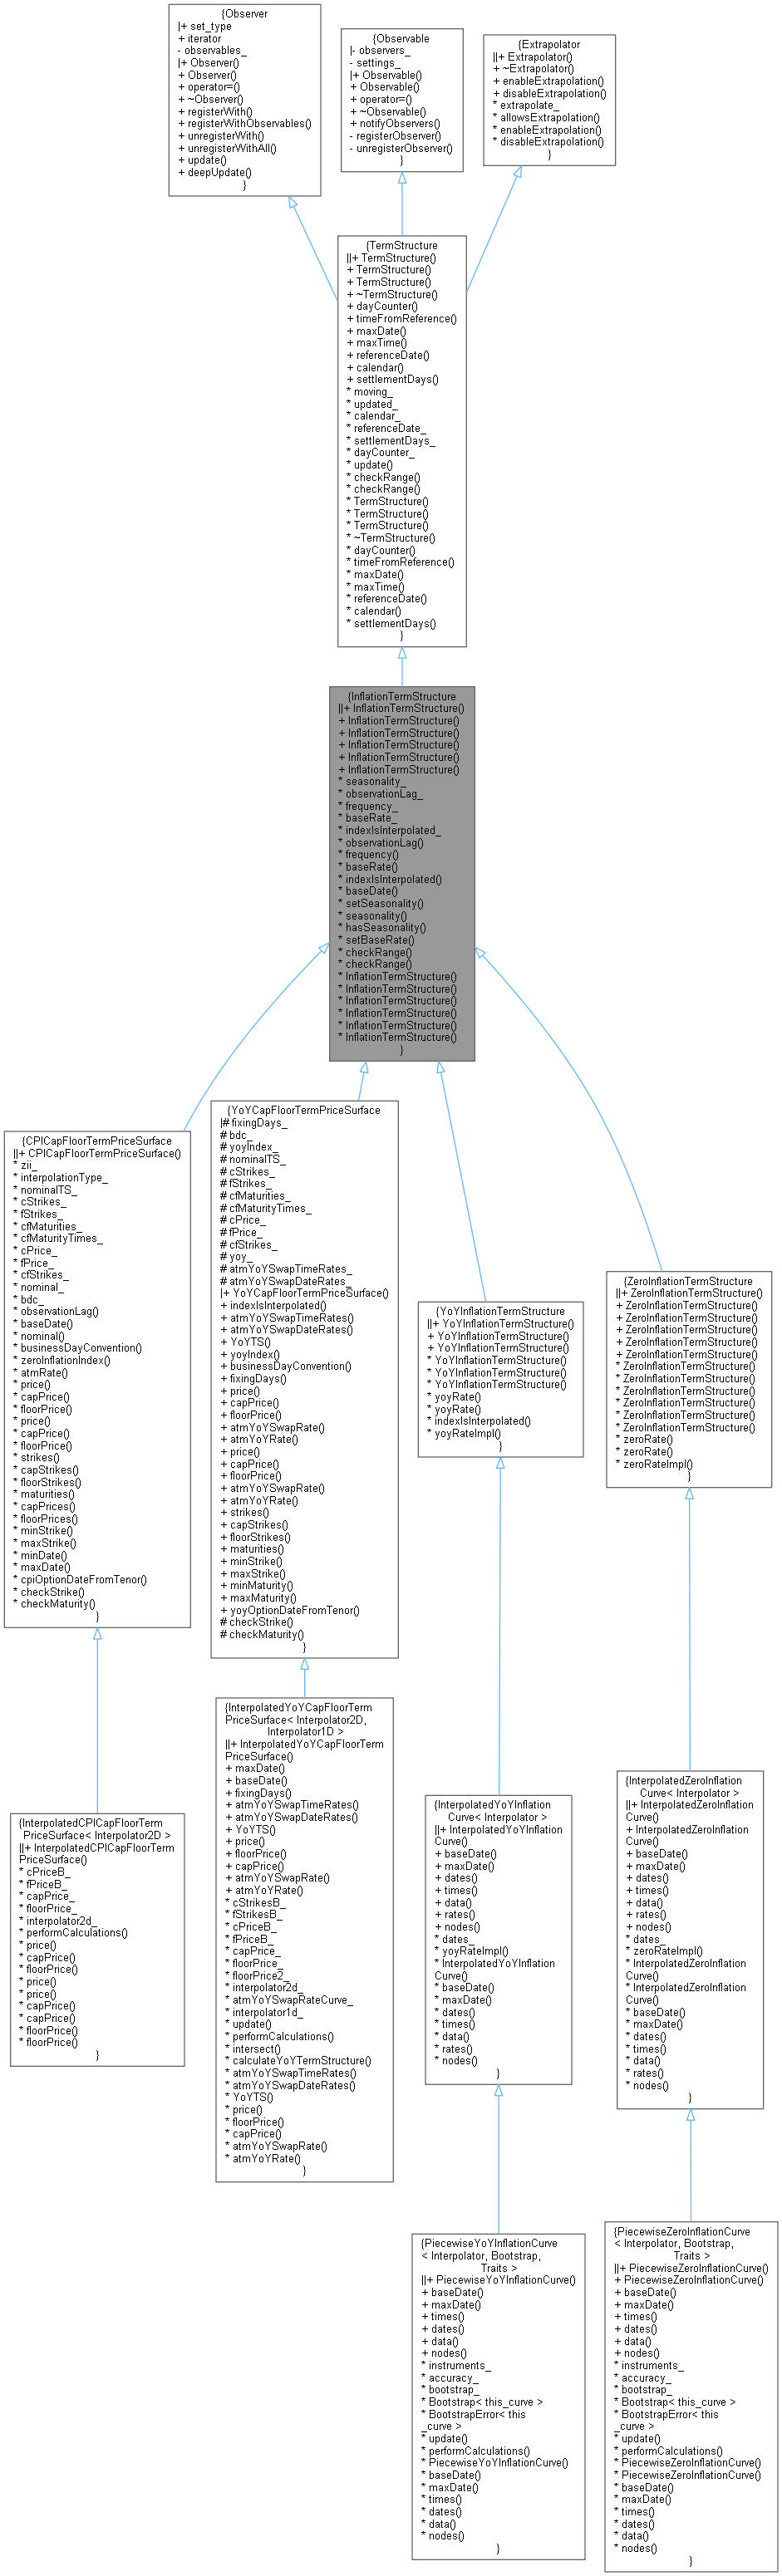 {Observer
|+ set_type
+ iterator
- observables_
|+ Observer()
+ Observer()
+ operator=()
+ ~Observer()
+ registerWith()
+ registerWithObservables()
+ unregisterWith()
+ unregisterWithAll()
+ update()
+ deepUpdate()
}
{Observable
|- observers_
- settings_
|+ Observable()
+ Observable()
+ operator=()
+ ~Observable()
+ notifyObservers()
- registerObserver()
- unregisterObserver()
}
{Extrapolator
||+ Extrapolator()
+ ~Extrapolator()
+ enableExtrapolation()
+ disableExtrapolation()
* extrapolate_
* allowsExtrapolation()
* enableExtrapolation()
* disableExtrapolation()
}
{TermStructure
||+ TermStructure()
+ TermStructure()
+ TermStructure()
+ ~TermStructure()
+ dayCounter()
+ timeFromReference()
+ maxDate()
+ maxTime()
+ referenceDate()
+ calendar()
+ settlementDays()
* moving_
* updated_
* calendar_
* referenceDate_
* settlementDays_
* dayCounter_
* update()
* checkRange()
* checkRange()
* TermStructure()
* TermStructure()
* TermStructure()
* ~TermStructure()
* dayCounter()
* timeFromReference()
* maxDate()
* maxTime()
* referenceDate()
* calendar()
* settlementDays()
}
{InflationTermStructure
||+ InflationTermStructure()
+ InflationTermStructure()
+ InflationTermStructure()
+ InflationTermStructure()
+ InflationTermStructure()
+ InflationTermStructure()
* seasonality_
* observationLag_
* frequency_
* baseRate_
* indexIsInterpolated_
* observationLag()
* frequency()
* baseRate()
* indexIsInterpolated()
* baseDate()
* setSeasonality()
* seasonality()
* hasSeasonality()
* setBaseRate()
* checkRange()
* checkRange()
* InflationTermStructure()
* InflationTermStructure()
* InflationTermStructure()
* InflationTermStructure()
* InflationTermStructure()
* InflationTermStructure()
}
{CPICapFloorTermPriceSurface
||+ CPICapFloorTermPriceSurface()
* zii_
* interpolationType_
* nominalTS_
* cStrikes_
* fStrikes_
* cfMaturities_
* cfMaturityTimes_
* cPrice_
* fPrice_
* cfStrikes_
* nominal_
* bdc_
* observationLag()
* baseDate()
* nominal()
* businessDayConvention()
* zeroInflationIndex()
* atmRate()
* price()
* capPrice()
* floorPrice()
* price()
* capPrice()
* floorPrice()
* strikes()
* capStrikes()
* floorStrikes()
* maturities()
* capPrices()
* floorPrices()
* minStrike()
* maxStrike()
* minDate()
* maxDate()
* cpiOptionDateFromTenor()
* checkStrike()
* checkMaturity()
}
{YoYCapFloorTermPriceSurface
|# fixingDays_
# bdc_
# yoyIndex_
# nominalTS_
# cStrikes_
# fStrikes_
# cfMaturities_
# cfMaturityTimes_
# cPrice_
# fPrice_
# cfStrikes_
# yoy_
# atmYoYSwapTimeRates_
# atmYoYSwapDateRates_
|+ YoYCapFloorTermPriceSurface()
+ indexIsInterpolated()
+ atmYoYSwapTimeRates()
+ atmYoYSwapDateRates()
+ YoYTS()
+ yoyIndex()
+ businessDayConvention()
+ fixingDays()
+ price()
+ capPrice()
+ floorPrice()
+ atmYoYSwapRate()
+ atmYoYRate()
+ price()
+ capPrice()
+ floorPrice()
+ atmYoYSwapRate()
+ atmYoYRate()
+ strikes()
+ capStrikes()
+ floorStrikes()
+ maturities()
+ minStrike()
+ maxStrike()
+ minMaturity()
+ maxMaturity()
+ yoyOptionDateFromTenor()
# checkStrike()
# checkMaturity()
}
{YoYInflationTermStructure
||+ YoYInflationTermStructure()
+ YoYInflationTermStructure()
+ YoYInflationTermStructure()
* YoYInflationTermStructure()
* YoYInflationTermStructure()
* YoYInflationTermStructure()
* yoyRate()
* yoyRate()
* indexIsInterpolated()
* yoyRateImpl()
}
{ZeroInflationTermStructure
||+ ZeroInflationTermStructure()
+ ZeroInflationTermStructure()
+ ZeroInflationTermStructure()
+ ZeroInflationTermStructure()
+ ZeroInflationTermStructure()
+ ZeroInflationTermStructure()
* ZeroInflationTermStructure()
* ZeroInflationTermStructure()
* ZeroInflationTermStructure()
* ZeroInflationTermStructure()
* ZeroInflationTermStructure()
* ZeroInflationTermStructure()
* zeroRate()
* zeroRate()
* zeroRateImpl()
}
{InterpolatedCPICapFloorTerm
PriceSurface< Interpolator2D >
||+ InterpolatedCPICapFloorTerm
PriceSurface()
* cPriceB_
* fPriceB_
* capPrice_
* floorPrice_
* interpolator2d_
* performCalculations()
* price()
* capPrice()
* floorPrice()
* price()
* price()
* capPrice()
* capPrice()
* floorPrice()
* floorPrice()
}
{InterpolatedYoYCapFloorTerm
PriceSurface< Interpolator2D,
Interpolator1D >
||+ InterpolatedYoYCapFloorTerm
PriceSurface()
+ maxDate()
+ baseDate()
+ fixingDays()
+ atmYoYSwapTimeRates()
+ atmYoYSwapDateRates()
+ YoYTS()
+ price()
+ floorPrice()
+ capPrice()
+ atmYoYSwapRate()
+ atmYoYRate()
* cStrikesB_
* fStrikesB_
* cPriceB_
* fPriceB_
* capPrice_
* floorPrice_
* floorPrice2_
* interpolator2d_
* atmYoYSwapRateCurve_
* interpolator1d_
* update()
* performCalculations()
* intersect()
* calculateYoYTermStructure()
* atmYoYSwapTimeRates()
* atmYoYSwapDateRates()
* YoYTS()
* price()
* floorPrice()
* capPrice()
* atmYoYSwapRate()
* atmYoYRate()
}
{InterpolatedYoYInflation
Curve< Interpolator >
||+ InterpolatedYoYInflation
Curve()
+ baseDate()
+ maxDate()
+ dates()
+ times()
+ data()
+ rates()
+ nodes()
* dates_
* yoyRateImpl()
* InterpolatedYoYInflation
Curve()
* baseDate()
* maxDate()
* dates()
* times()
* data()
* rates()
* nodes()
}
{InterpolatedZeroInflation
Curve< Interpolator >
||+ InterpolatedZeroInflation
Curve()
+ InterpolatedZeroInflation
Curve()
+ baseDate()
+ maxDate()
+ dates()
+ times()
+ data()
+ rates()
+ nodes()
* dates_
* zeroRateImpl()
* InterpolatedZeroInflation
Curve()
* InterpolatedZeroInflation
Curve()
* baseDate()
* maxDate()
* dates()
* times()
* data()
* rates()
* nodes()
}
{PiecewiseYoYInflationCurve
< Interpolator, Bootstrap,
Traits >
||+ PiecewiseYoYInflationCurve()
+ baseDate()
+ maxDate()
+ times()
+ dates()
+ data()
+ nodes()
* instruments_
* accuracy_
* bootstrap_
* Bootstrap< this_curve >
* BootstrapError< this
_curve >
* update()
* performCalculations()
* PiecewiseYoYInflationCurve()
* baseDate()
* maxDate()
* times()
* dates()
* data()
* nodes()
}
{PiecewiseZeroInflationCurve
< Interpolator, Bootstrap,
Traits >
||+ PiecewiseZeroInflationCurve()
+ PiecewiseZeroInflationCurve()
+ baseDate()
+ maxDate()
+ times()
+ dates()
+ data()
+ nodes()
* instruments_
* accuracy_
* bootstrap_
* Bootstrap< this_curve >
* BootstrapError< this
_curve >
* update()
* performCalculations()
* PiecewiseZeroInflationCurve()
* PiecewiseZeroInflationCurve()
* baseDate()
* maxDate()
* times()
* dates()
* data()
* nodes()
}